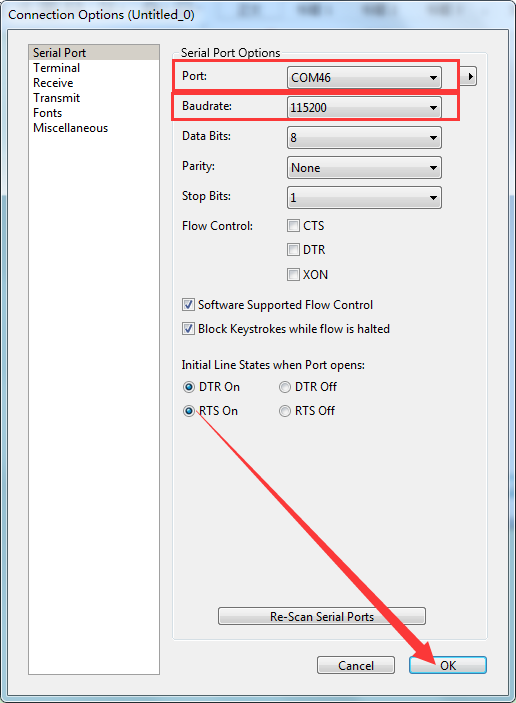 Connection Options (Untitled_0)
Serial Port
Terminal
Receive
Transmit
Fonts
Miscellaneous
Serial Port Options
Port: COM46
Baudrate: 115200
Data Bits: 8
Parity: None
Stop Bits: 1
Flow Control: CTS
DTR
XON
Software Supported Flow Control
Block Keystrokes while flow is halted
Initial Line States when Port opens:
DTR On DTR Off
RTS On RTS Off
Re-Scan Serial Ports
Cancel OK